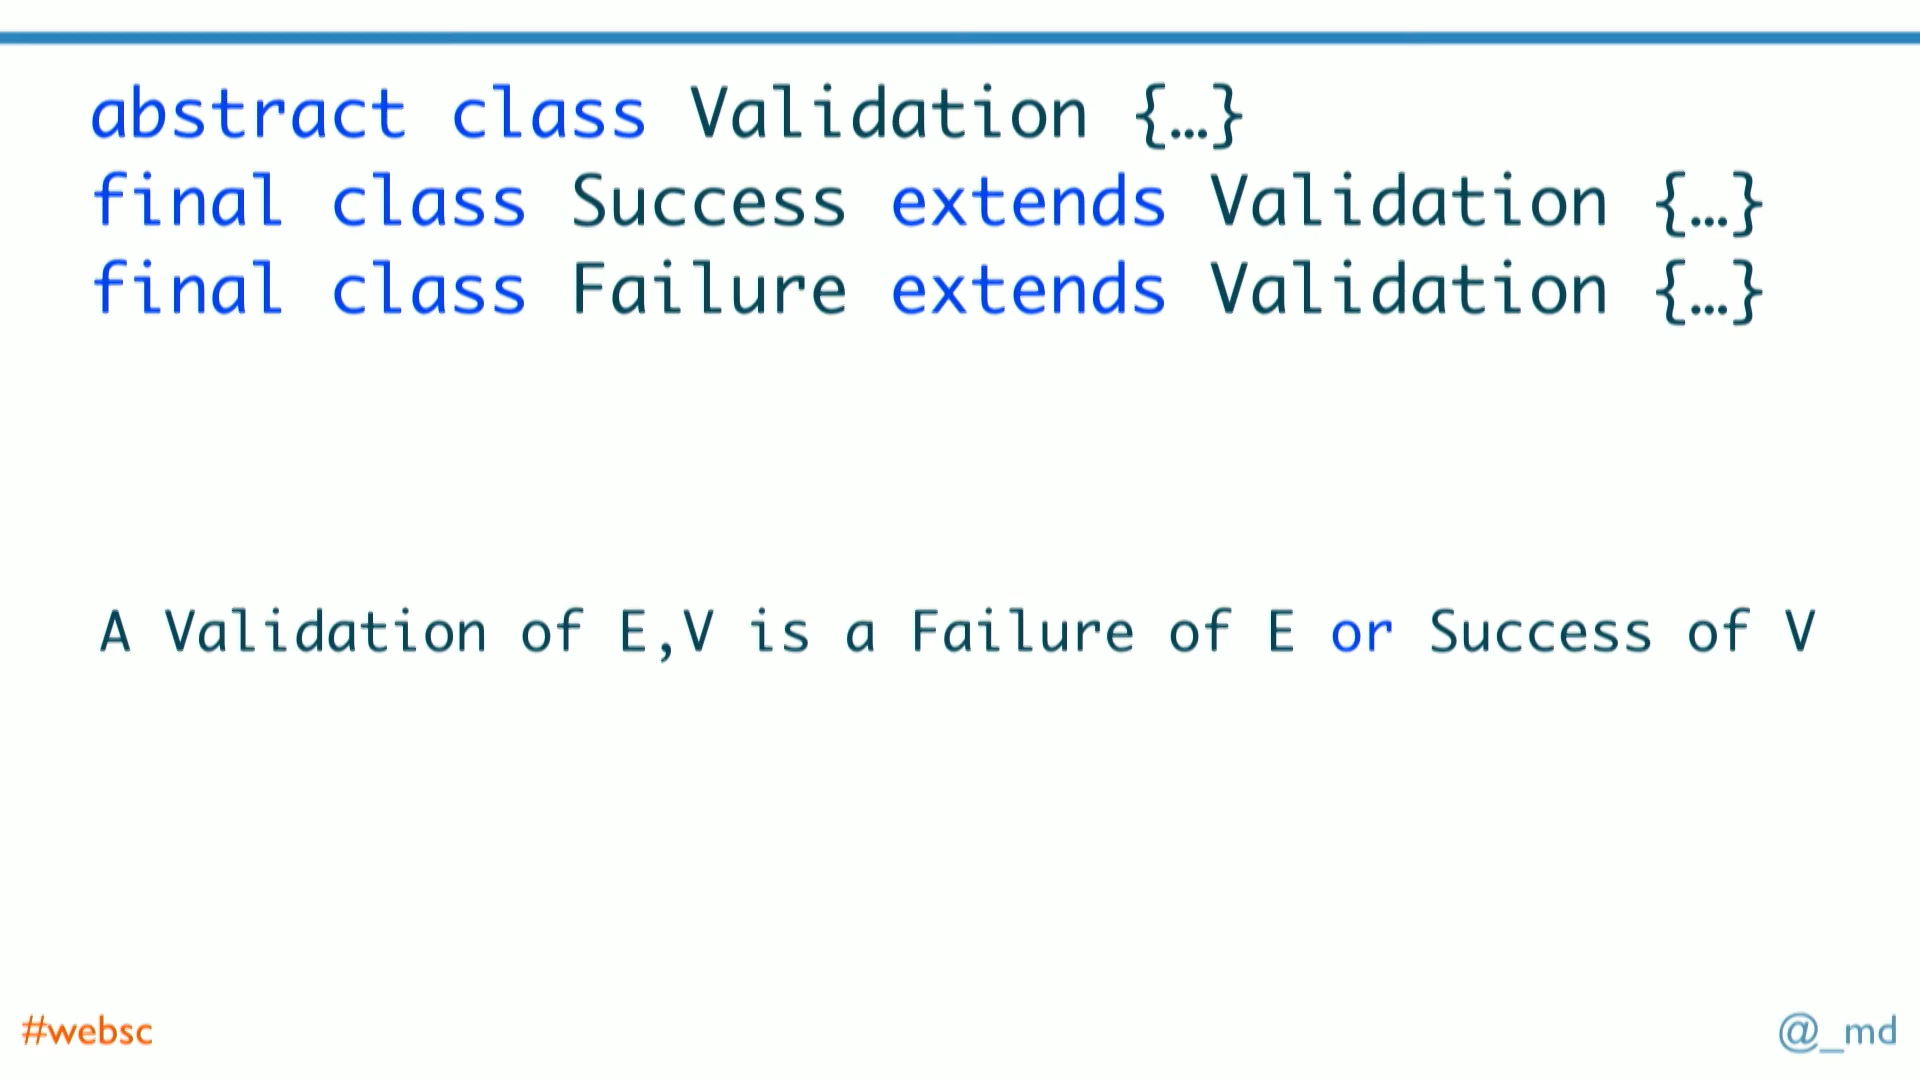 abstract class Validation {…}
final class Success extends Validation {…}
final class Failure extends Validation {…}
A Validation of E,V is a Failure of E or Success of V
#websc
@_md